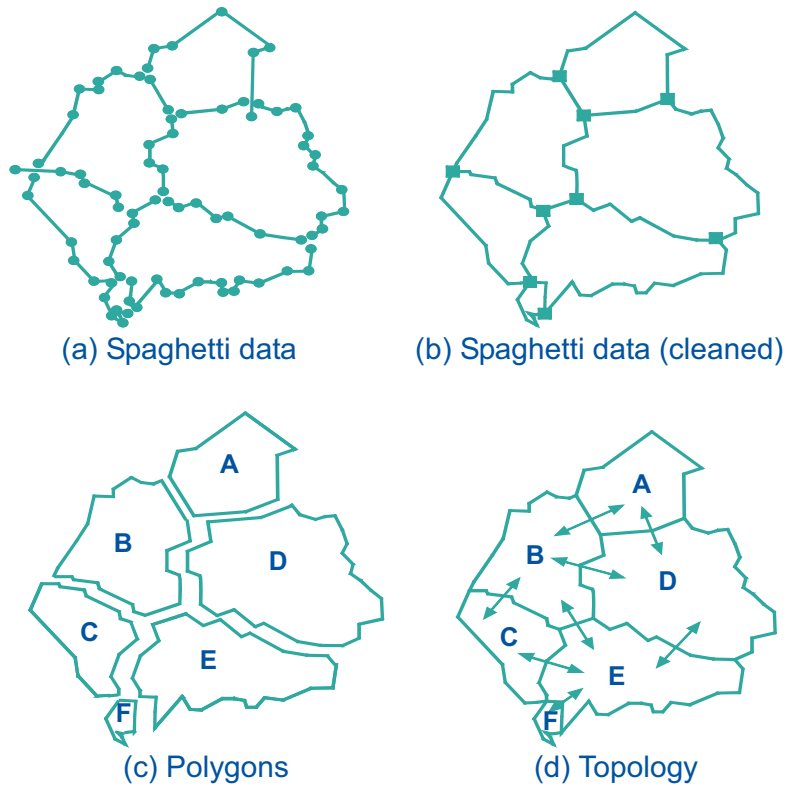 (a) Spaghetti data
(b) Spaghetti data (cleaned)
A
B
D
C
E
F
(c) Polygons
A
B
D
C
E
F
(d) Topology